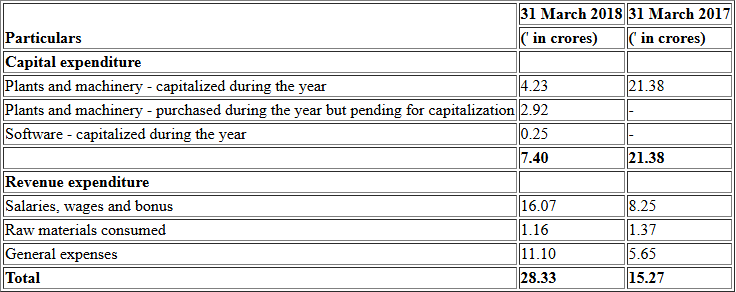 31 March 2018 31 March 2017
Particulars (' in crores) (' in crores)
Capital expenditure
Plants and machinery - capitalized during the year 4.23 21.38
Plants and machinery - purchased during the year but pending for capitalization 2.92 -
Software - capitalized during the year 0.25 -
7.40 21.38
Revenue expenditure
Salaries, wages and bonus 16.07 8.25
Raw materials consumed 1.16 1.37
General expenses 11.10 5.65
Total 28.33 15.27